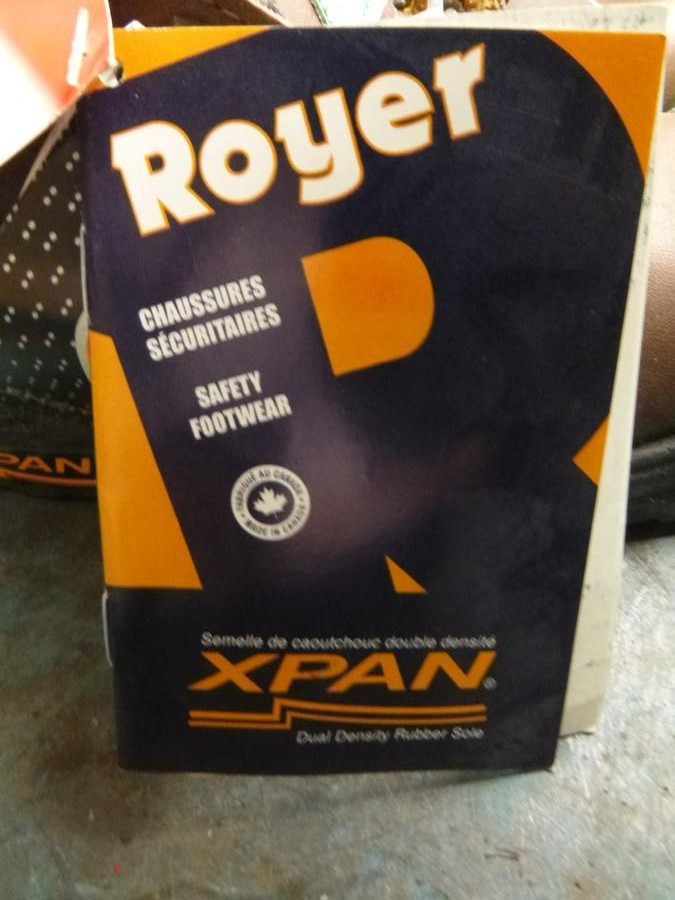 Royer
CHAUSSURES
SÉCURITAIRES
SAFETY
FOOTWEAR
FABRIQUÉ AU CANADA
MADE IN CANADA
Semelle de caoutchouc double densité
XPAN®
Dual Density Rubber Sole
PAN